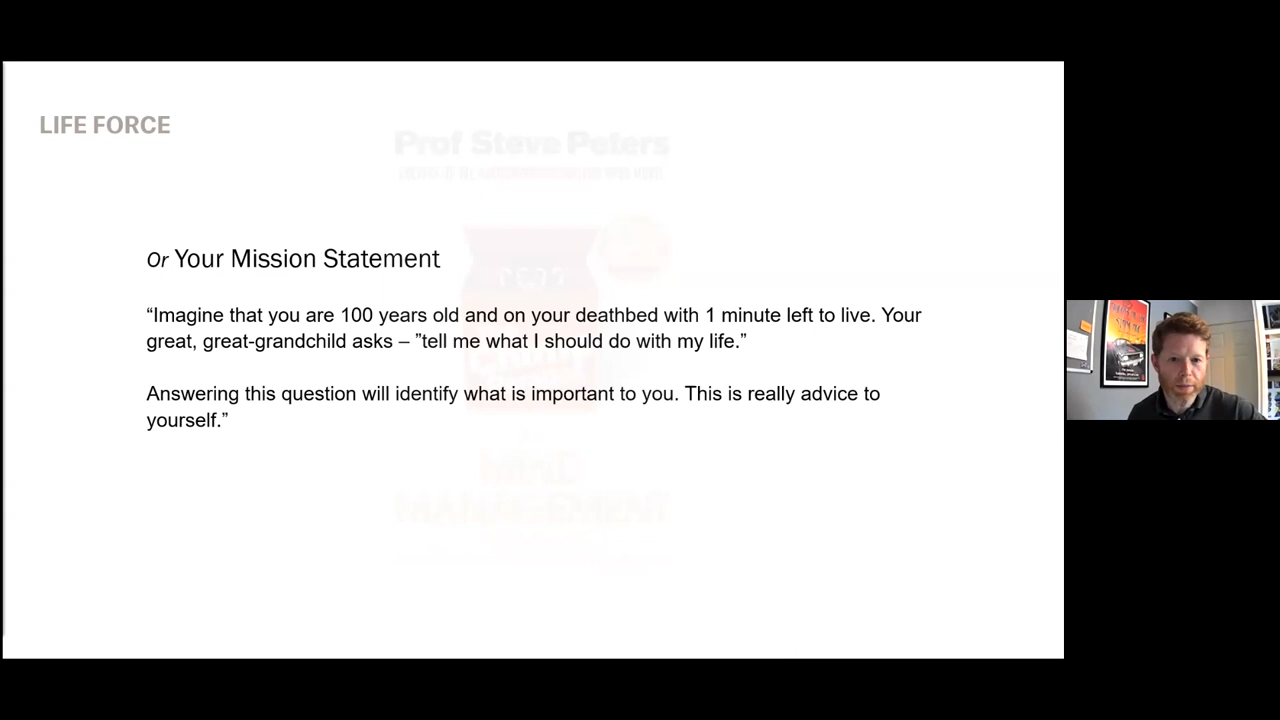 LIFE FORCE
Prof Steve Peters
Or Your Mission Statement
“Imagine that you are 100 years old and on your deathbed with 1 minute left to live. Your
great, great-grandchild asks – ”tell me what I should do with my life.”
Answering this question will identify what is important to you. This is really advice to
yourself.”
MIND
MANAGEMENT